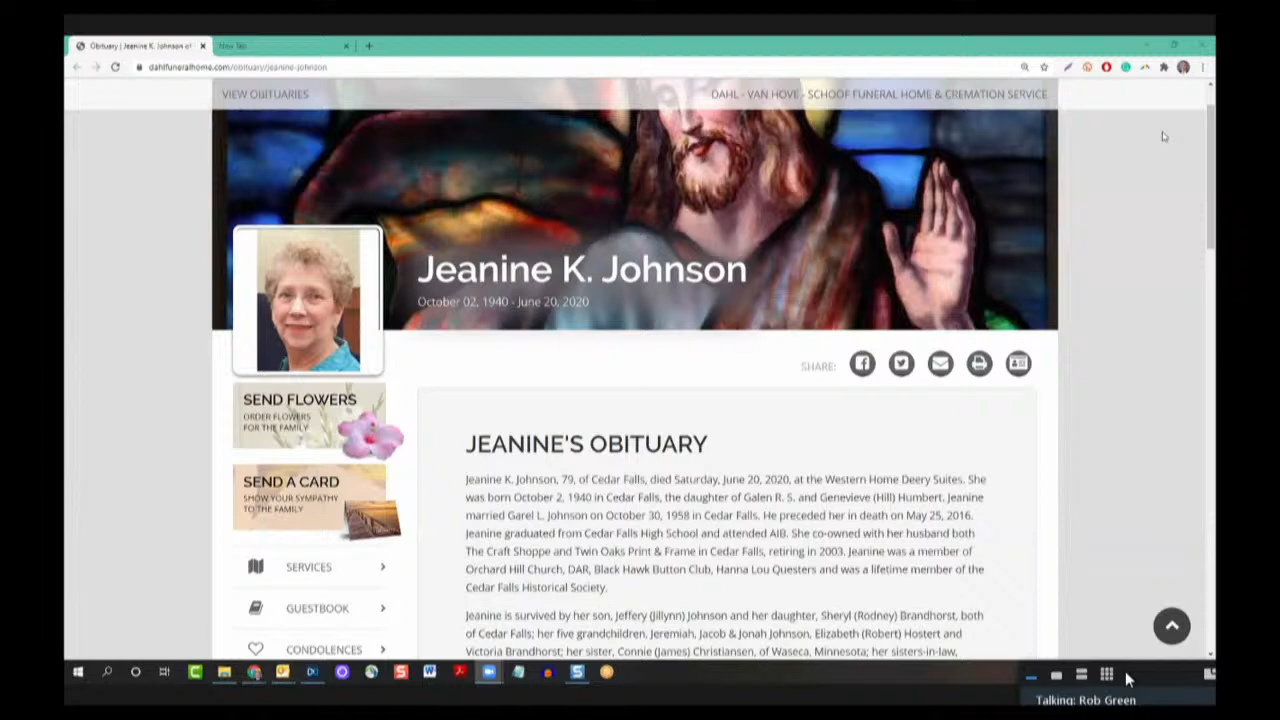 Obituary | Jeanine K. Johnson of
New Tab
dahlfuneralhome.com/obituary/jeanine-johnson
VIEW OBITUARIES
DAHL - VAN HOVE - SCHOOF FUNERAL HOME & CREMATION SERVICE
Jeanine K. Johnson
October 02, 1940 - June 20, 2020
SHARE:
SEND FLOWERS
ORDER FLOWERS
FOR THE FAMILY
SEND A CARD
SHOW YOUR SYMPATHY
TO THE FAMILY
SERVICES
GUESTBOOK
CONDOLENCES
JEANINE'S OBITUARY
Jeanine K. Johnson, 79, of Cedar Falls, died Saturday, June 20, 2020, at the Western Home Deery Suites. She
was born October 2, 1940 in Cedar Falls, the daughter of Galen R. S. and Genevieve (Hill) Humbert. Jeanine
married Garel L. Johnson on October 30, 1958 in Cedar Falls. He preceded her in death on May 25, 2016.
Jeanine graduated from Cedar Falls High School and attended AIB. She co-owned with her husband both
The Craft Shoppe and Twin Oaks Print & Frame in Cedar Falls, retiring in 2003. Jeanine was a member of
Orchard Hill Church, DAR, Black Hawk Button Club, Hanna Lou Questers and was a lifetime member of the
Cedar Falls Historical Society.
Jeanine is survived by her son, Jeffery (Jillynn) Johnson and her daughter, Sheryl (Rodney) Brandhorst, both
of Cedar Falls; her five grandchildren, Jeremiah, Jacob & Jonah Johnson, Elizabeth (Robert) Hostert and
Victoria Brandhorst; her sister, Connie (James) Christiansen, of Waseca, Minnesota; her sisters-in-law,
Talking: Rob Green